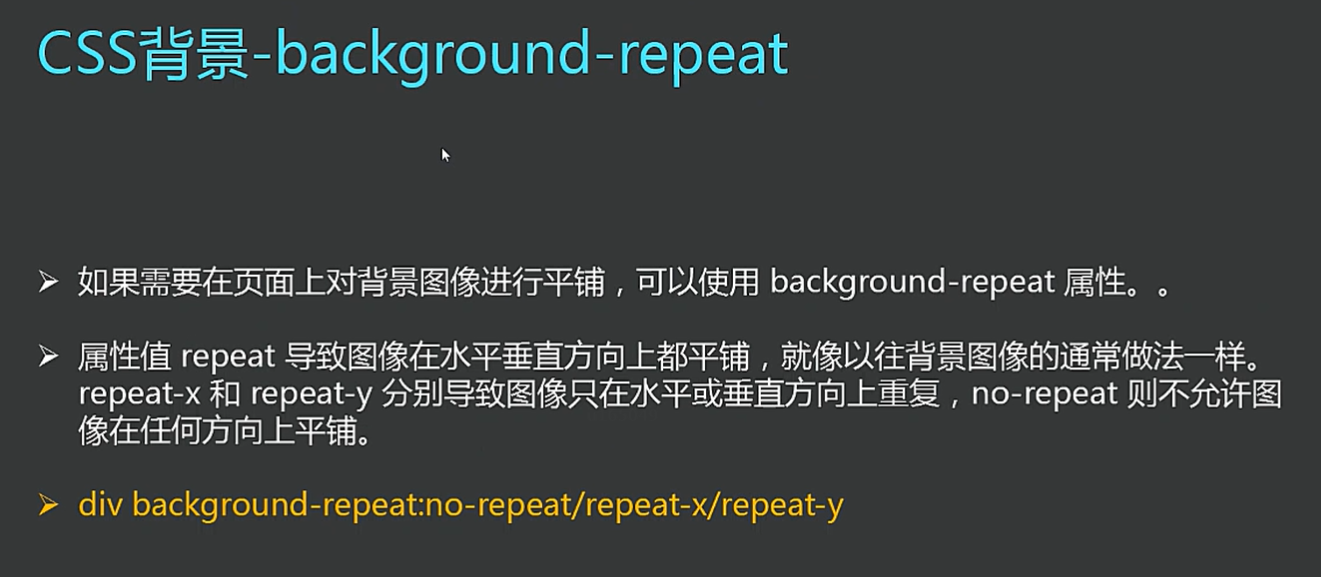 CSS背景-background-repeat
➢ 如果需要在页面上对背景图像进行平铺，可以使用 background-repeat 属性。。
➢ 属性值 repeat 导致图像在水平垂直方向上都平铺，就像以往背景图像的通常做法一样。
repeat-x 和 repeat-y 分别导致图像只在水平或垂直方向上重复，no-repeat 则不允许图
像在任何方向上平铺。
➢ div background-repeat:no-repeat/repeat-x/repeat-y